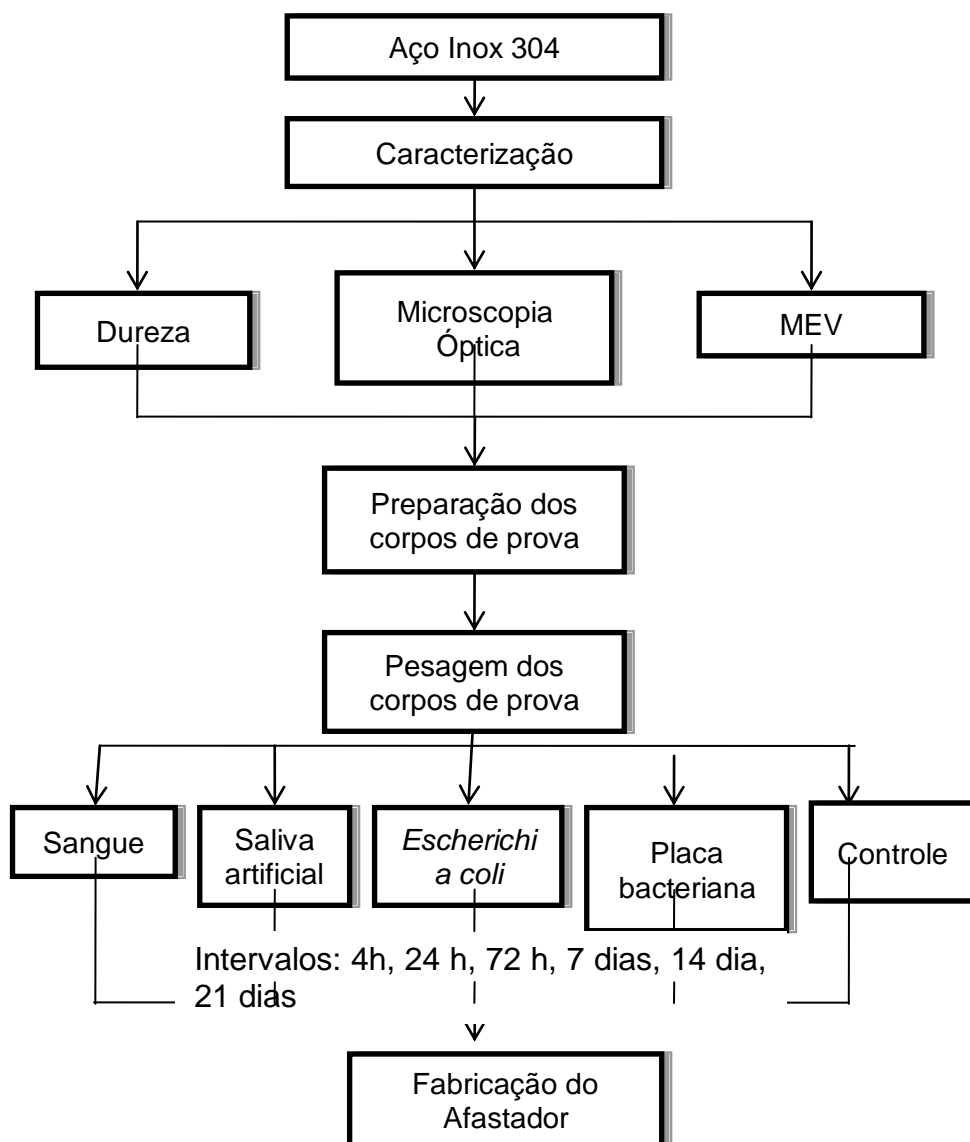 Aço Inox 304
Caracterização
Dureza
Microscopia
Óptica
MEV
Preparação dos
corpos de prova
Pesagem dos
corpos de prova
Sangue
Saliva
artificial
Escherichi
a coli
Placa
bacteriana
Controle
Intervalos: 4h, 24 h, 72 h, 7 dias, 14 dia,
21 dias
Fabricação do
Afastador